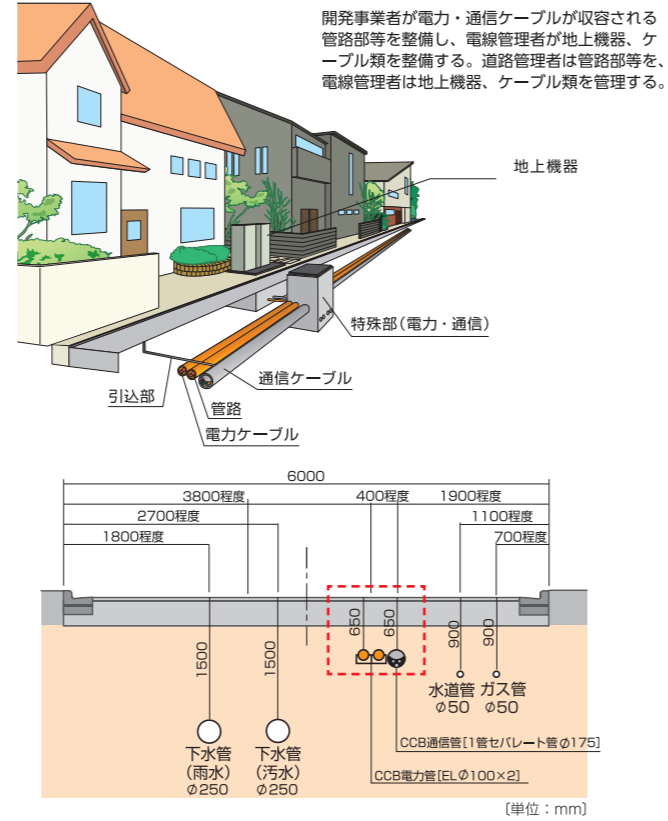 開発事業者が電力・通信ケーブルが収容される
管路部等を整備し、電線管理者が地上機器、ケ
ーブル類を整備する。道路管理者は管路部等を、
電線管理者は地上機器、ケーブル類を管理する。
地上機器
特殊部(電力・通信)
通信ケーブル
引込部
管路
電力ケーブル
6000
3800程度 400程度 1900程度
2700程度 1100程度
1800程度 700程度
650 650
1500 1500 900 900
水道管 ガス管
φ50 φ50
CCB通信管[1管セパレート管φ175]
下水管 下水管
(雨水) (汚水)
φ250 φ250
CCB電力管[ELφ100×2]
〔単位:mm〕